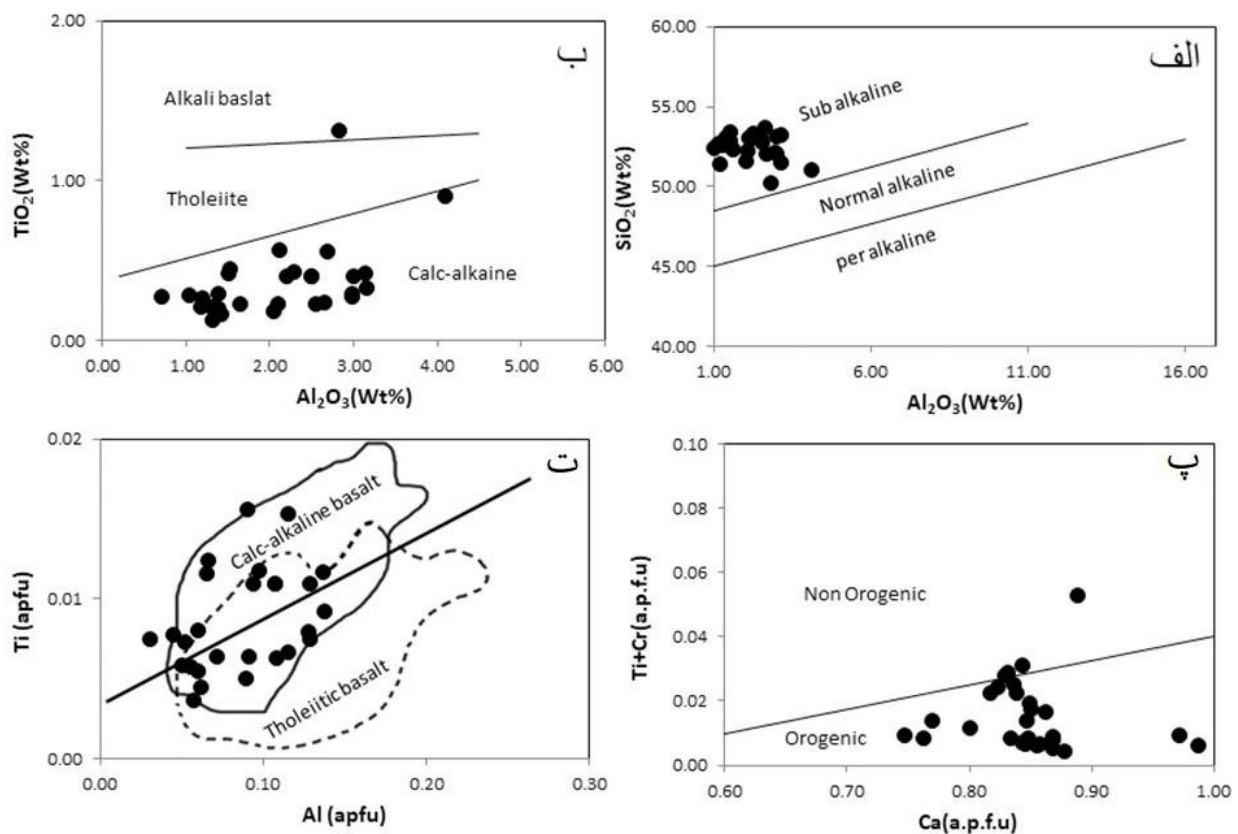 ب
2.00
1.00
0.00
TiO₂(Wt%)
Alkali baslat
Tholeiite
Calc-alkaine
0.00 1.00 2.00 3.00 4.00 5.00 6.00
Al₂O₃(Wt%)
الف
60.00
55.00
50.00
45.00
40.00
SiO₂(Wt%)
Sub alkaline
Normal alkaline
per alkaline
1.00 6.00 11.00 16.00
Al₂O₃(Wt%)
ت
0.02
0.01
0.00
Ti (apfu)
Calc-alkaline basalt
Tholeiitic basalt
0.00 0.10 0.20 0.30
Al (apfu)
پ
0.10
0.08
0.06
0.04
0.02
0.00
Ti+Cr(a.p.f.u)
Non Orogenic
Orogenic
0.60 0.70 0.80 0.90 1.00
Ca(a.p.f.u)